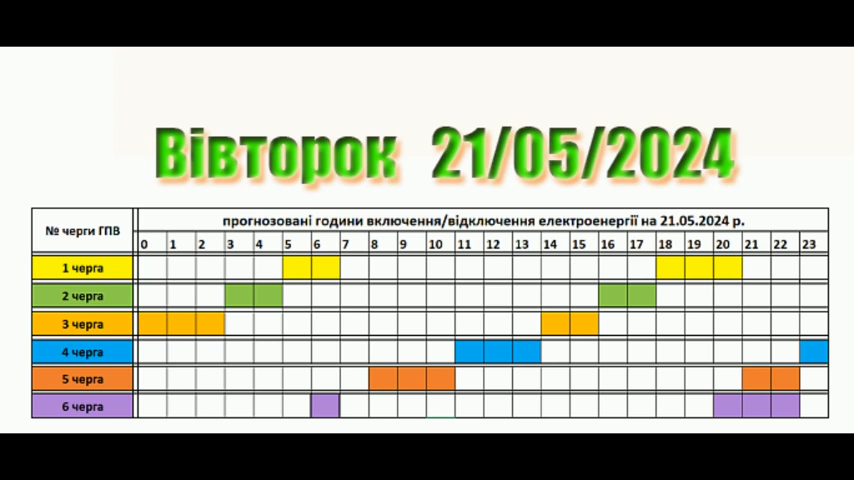 Вівторок 21/05/2024
№ черги ГПВ
прогнозовані години включення/відключення електроенергії на 21.05.2024 р.
0 1 2 3 4 5 6 7 8 9 10 11 12 13 14 15 16 17 18 19 20 21 22 23
1 черга
2 черга
3 черга
4 черга
5 черга
6 черга